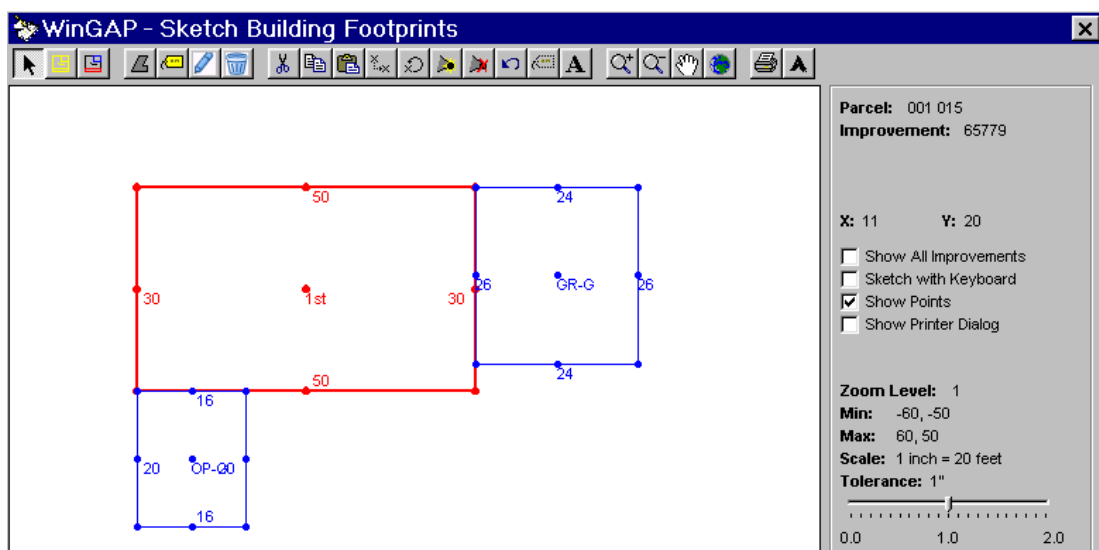 WinGAP - Sketch Building Footprints
A
Parcel: 001 015
Improvement: 65779
X: 11 Y: 20
Show All Improvements
Sketch with Keyboard
Show Points
Show Printer Dialog
Zoom Level: 1
Min: -60, -50
Max: 60, 50
Scale: 1 inch = 20 feet
Tolerance: 1"
0.0 1.0 2.0
50 24
30 1st 30 26 GR-G 26
50 24
16
20
16